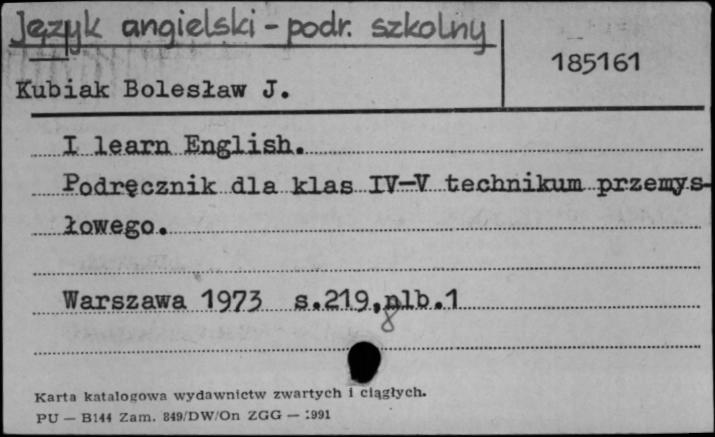 Język angielski - podr. szkolny
185161
Kubiak Bolesław J.
I learn English.
Podręcznik dla klas IV-V technikum przemys-
łowego.
Warszawa 1973 s.219,nlb.1
8
Karta katalogowa wydawnictw zwartych i ciągłych.
PU — B144 Zam. 849/DW/On ZGG — 1991